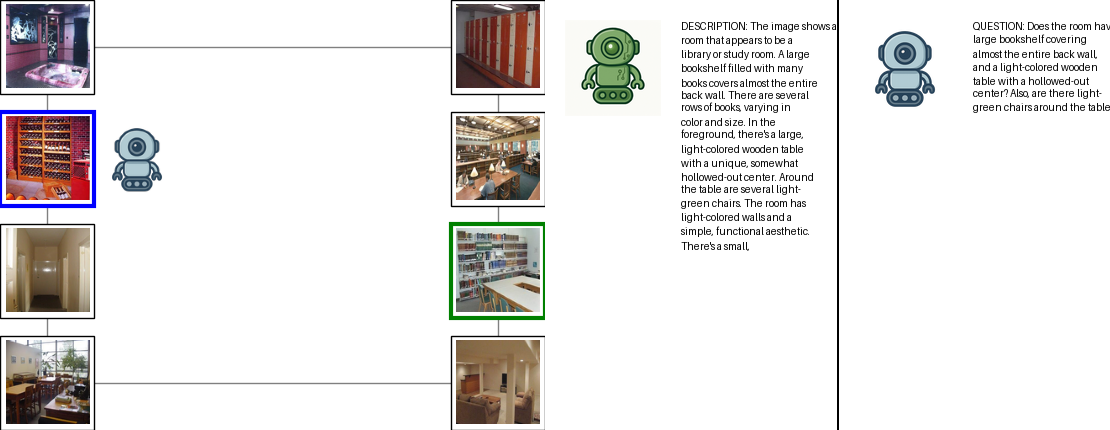 DESCRIPTION: The image shows a
room that appears to be a
library or study room. A large
bookshelf filled with many
books covers almost the entire
back wall. There are several
rows of books, varying in
color and size. In the
foreground, there's a large,
light-colored wooden table
with a unique, somewhat
hollowed-out center. Around
the table are several light-
green chairs. The room has
light-colored walls and a
simple, functional aesthetic.
There's a small,
QUESTION: Does the room hav
large bookshelf covering
almost the entire back wall,
and a light-colored wooden
table with a hollowed-out
center? Also, are there light-
green chairs around the table